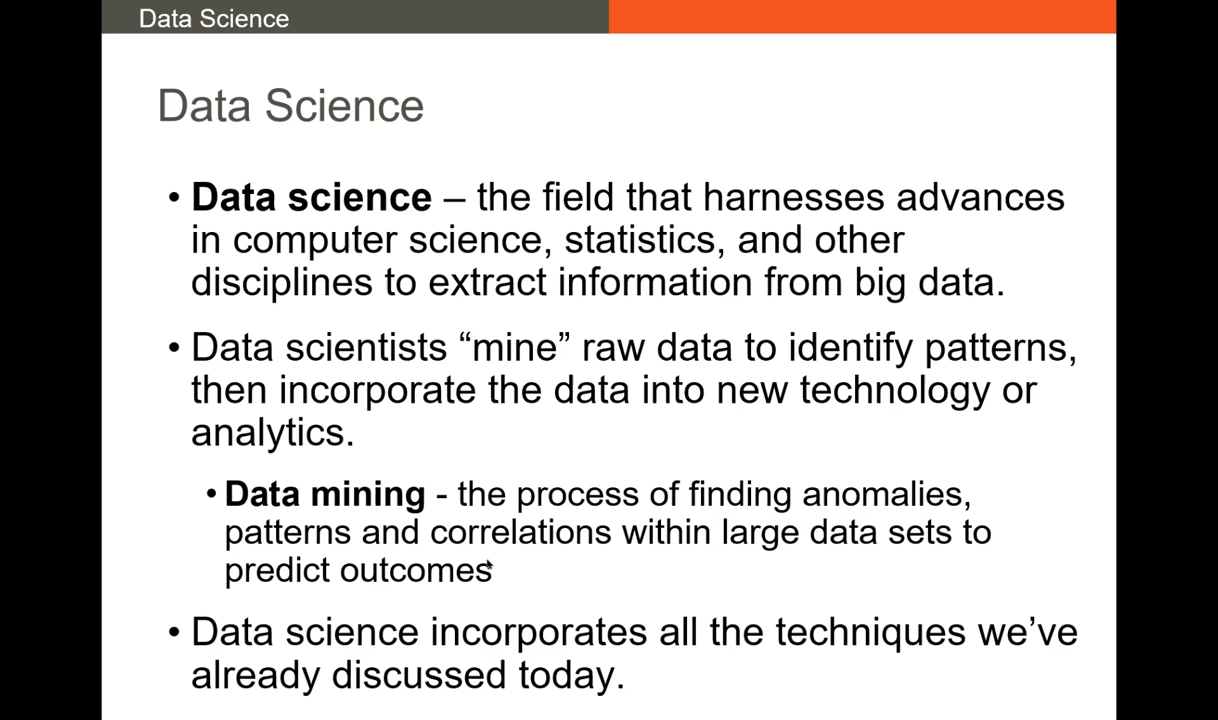 Data Science
Data Science
• Data science – the field that harnesses advances
in computer science, statistics, and other
disciplines to extract information from big data.
• Data scientists “mine” raw data to identify patterns,
then incorporate the data into new technology or
analytics.
• Data mining - the process of finding anomalies,
patterns and correlations within large data sets to
predict outcomes
• Data science incorporates all the techniques we’ve
already discussed today.